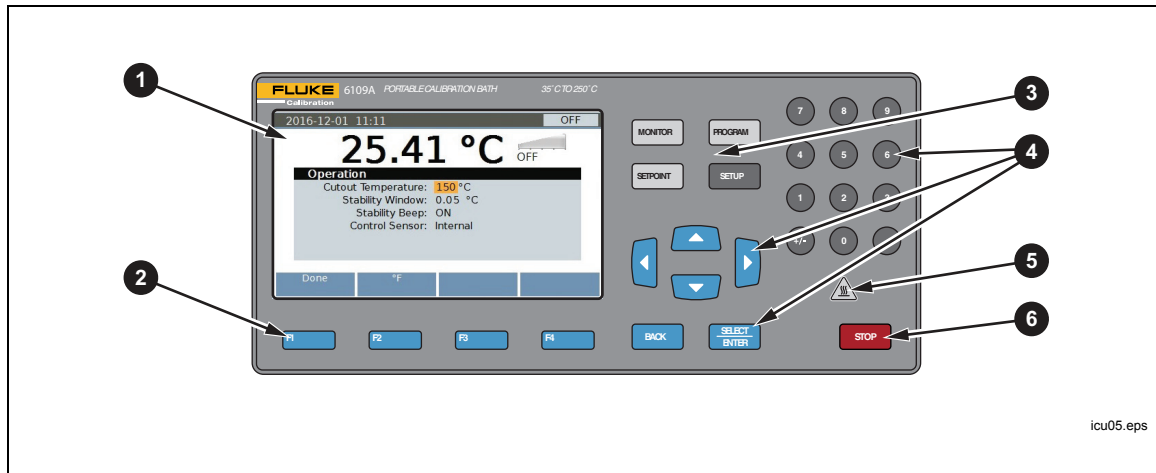 1
FLUKE 6109A PORTABLE CALIBRATION BATH 35°C TO 250°C
Calibration
2016-12-01 11:11 OFF
25.41 °C OFF
Operation
Cutout Temperature: 150 °C
Stability Window: 0.05 °C
Stability Beep: ON
Control Sensor: Internal
Done °F
2
F1 F2 F3 F4
MONITOR PROGRAM
SETPOINT SETUP
BACK SELECT
ENTER
7 8 9
4 5 6
1 2
+/- 0
STOP
3
4
5
6
icu05.eps